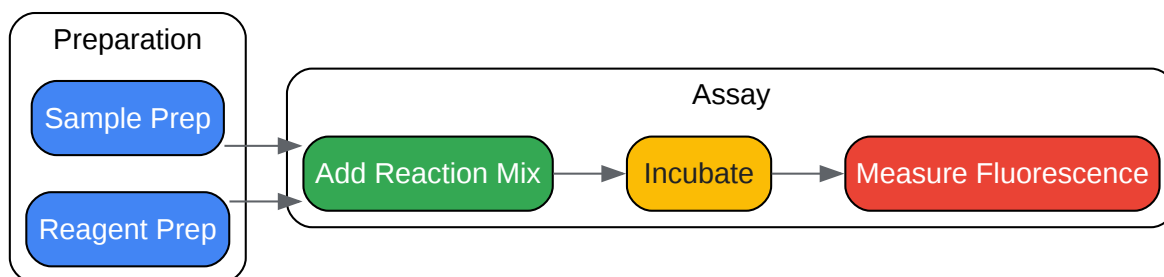 Preparation
Sample Prep
Reagent Prep
Assay
Add Reaction Mix
Incubate
Measure Fluorescence